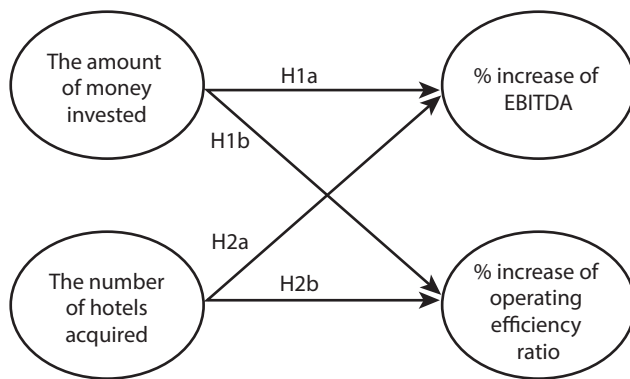 The amount
of money
invested
H1a
% increase of
EBITDA
H1b
H2a
The number
of hotels
acquired
H2b
% increase of
operating
efficiency
ratio